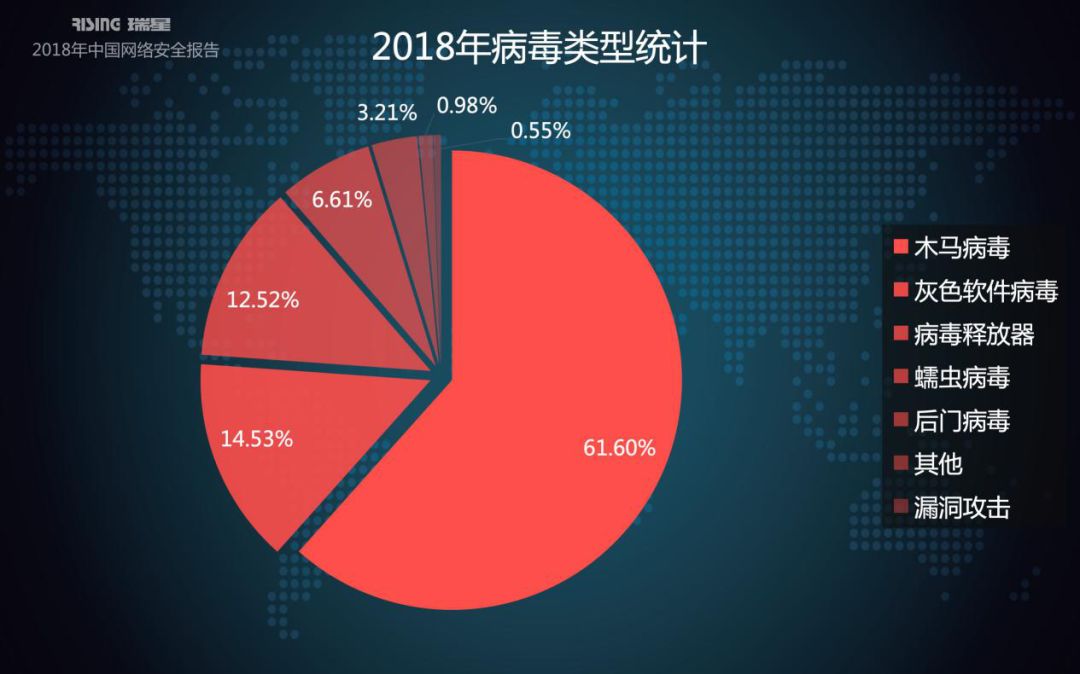 RISING 瑞星
2018年中国网络安全报告
2018年病毒类型统计
3.21%
0.98%
0.55%
6.61%
12.52%
14.53%
61.60%
木马病毒
灰色软件病毒
病毒释放器
蠕虫病毒
后门病毒
其他
漏洞攻击